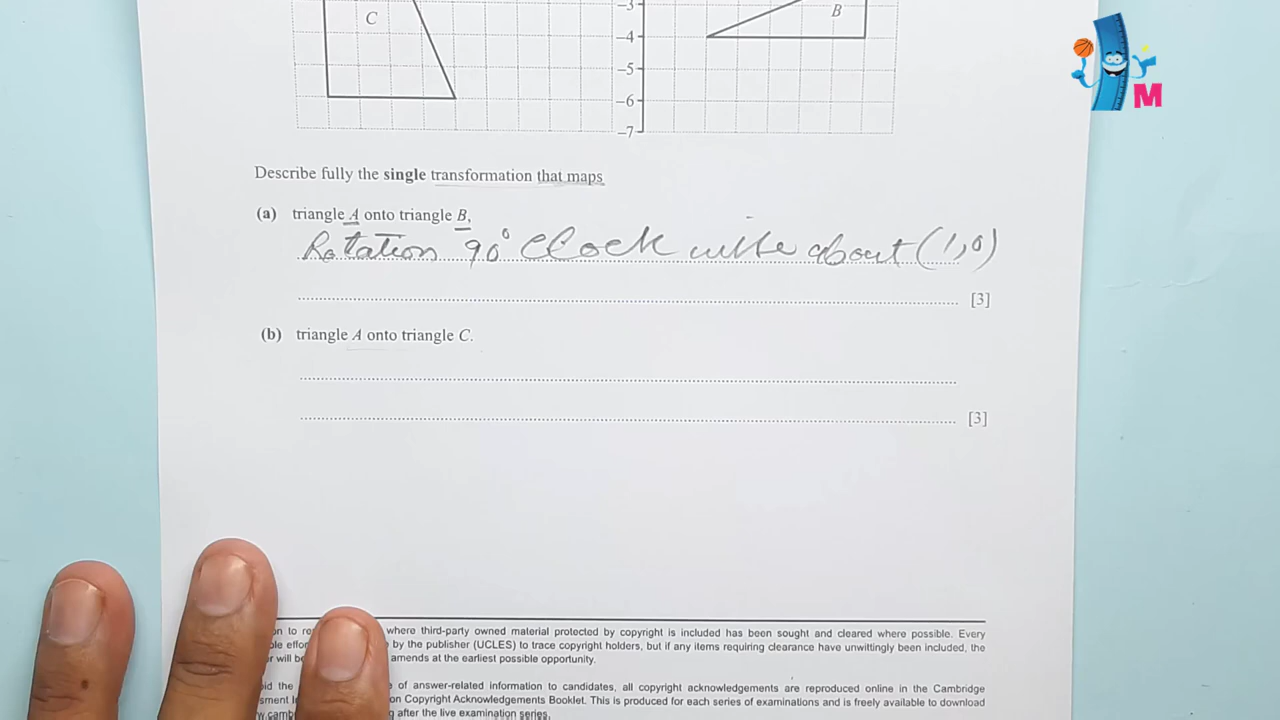 -3
C
B
-4
-5
-6
-7
M
Describe fully the single transformation that maps
(a) triangle A onto triangle B,
Rotation 90° Clock wise about (1,0)
[3]
(b) triangle A onto triangle C.
[3]
where third-party owned material protected by copyright is included has been sought and cleared where possible. Every
by the publisher (UCLES) to trace copyright holders, but if any items requiring clearance have unwittingly been included, the
will be amends at the earliest possible opportunity.
the of answer-related information to candidates, all copyright acknowledgements are reproduced online in the Cambridge
on Copyright Acknowledgements Booklet. This is produced for each series of examinations and is freely available to download
after the live examination series.